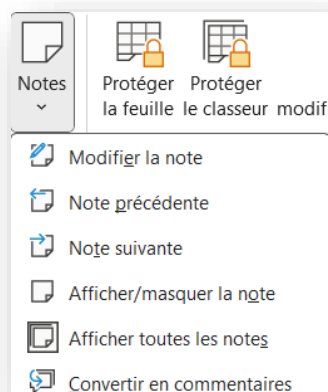 Notes
Protéger la feuille
Protéger le classeur
modif
Modifier la note
Note précédente
Note suivante
Afficher/masquer la note
Afficher toutes les notes
Convertir en commentaires